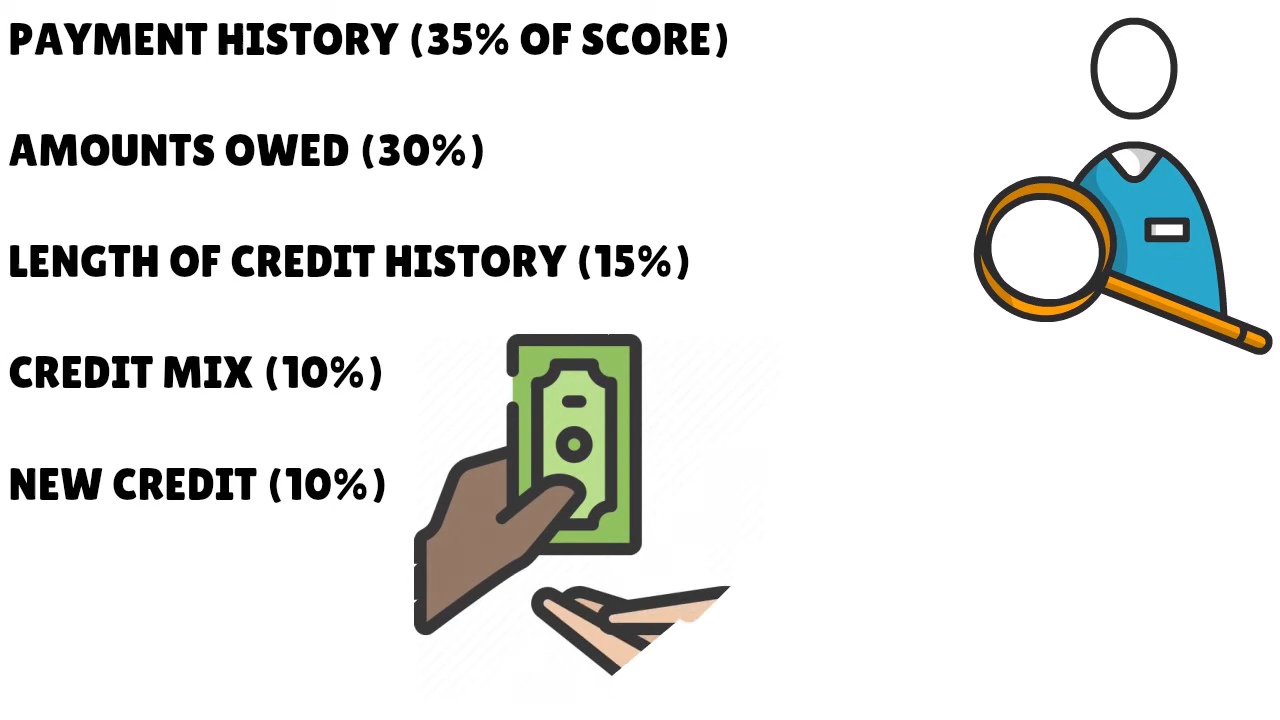 PAYMENT HISTORY (35% OF SCORE)
AMOUNTS OWED (30%)
LENGTH OF CREDIT HISTORY (15%)
CREDIT MIX (10%)
NEW CREDIT (10%)